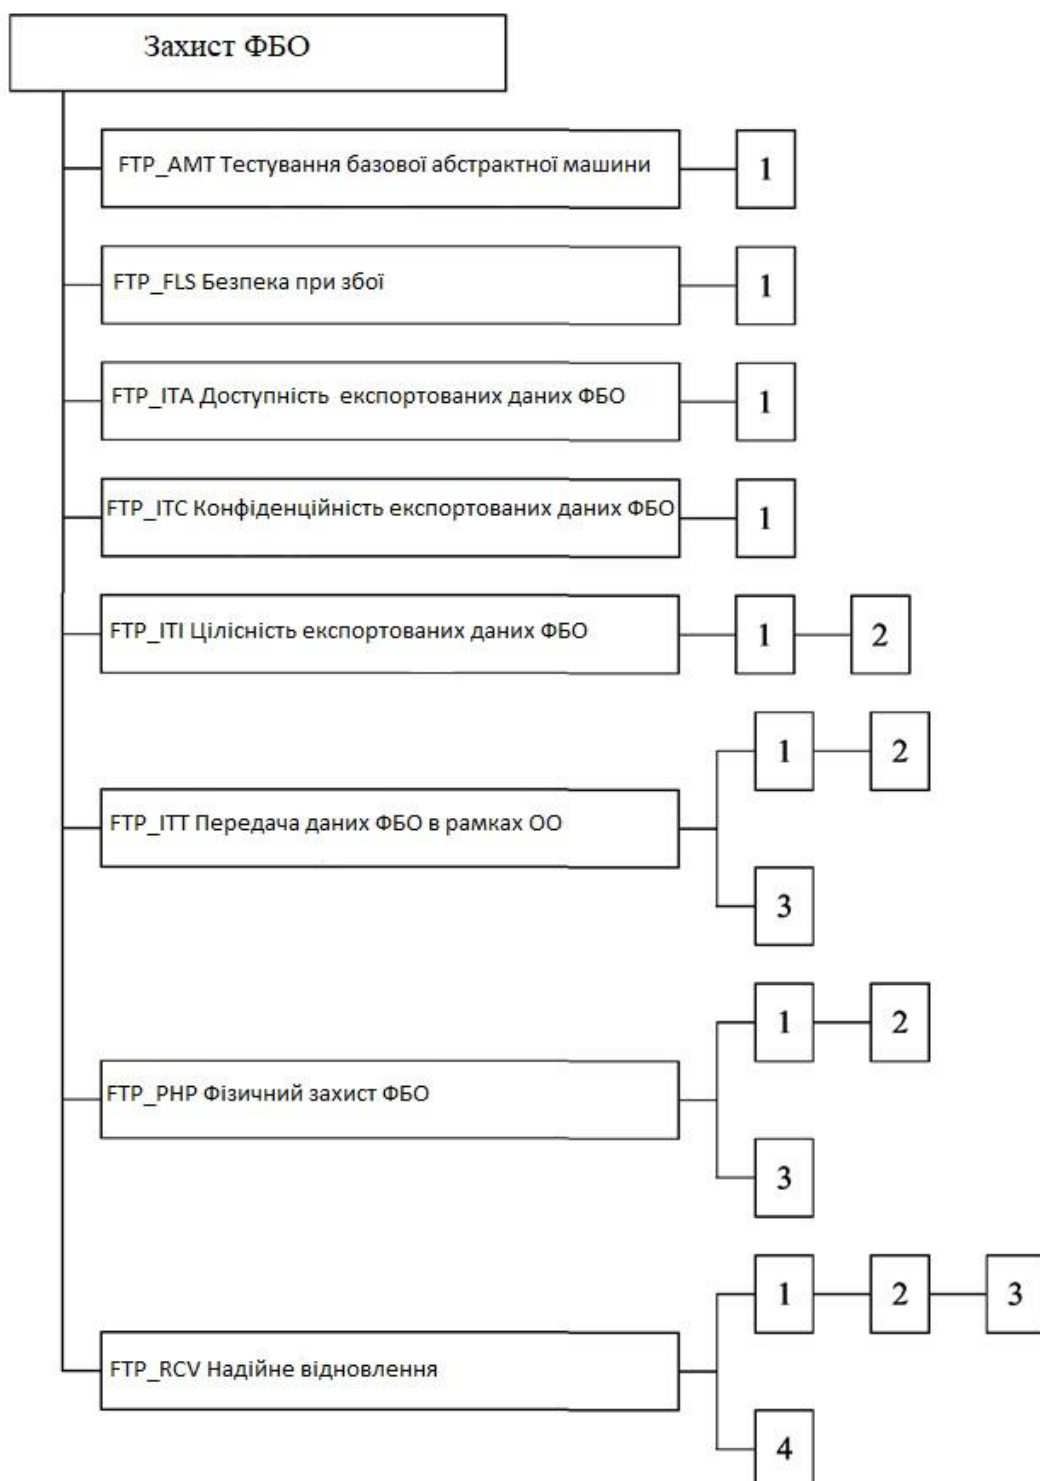 Захист ФБО
FTP_AMT Тестування базової абстрактної машини
1
FTP_FLS Безпека при збої
1
FTP_ITA Доступність експортованих даних ФБО
1
FTP_ITC Конфіденційність експортованих даних ФБО
1
FTP_ITI Цілісність експортованих даних ФБО
1 2
1 2
FTP_ITT Передача даних ФБО в рамках ОО
3
1 2
FTP_PHP Фізичний захист ФБО
3
1 2 3
FTP_RCV Надійне відновлення
4